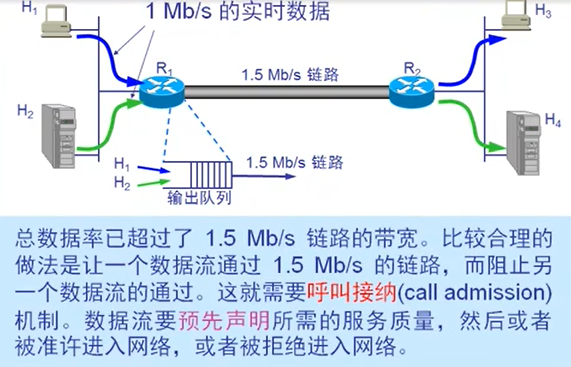 H₁
1 Mb/s 的实时数据
H₃
R₁
1.5 Mb/s 链路
R₂
H₂
H₄
H₁
H₂
1.5 Mb/s 链路
输出队列
总数据率已超过了 1.5 Mb/s 链路的带宽。比较合理的
做法是让一个数据流通过 1.5 Mb/s 的链路，而阻止另
一个数据流的通过。这就需要呼叫接纳(call admission)
机制。数据流要预先声明所需的服务质量，然后或者
被准许进入网络，或者被拒绝进入网络。